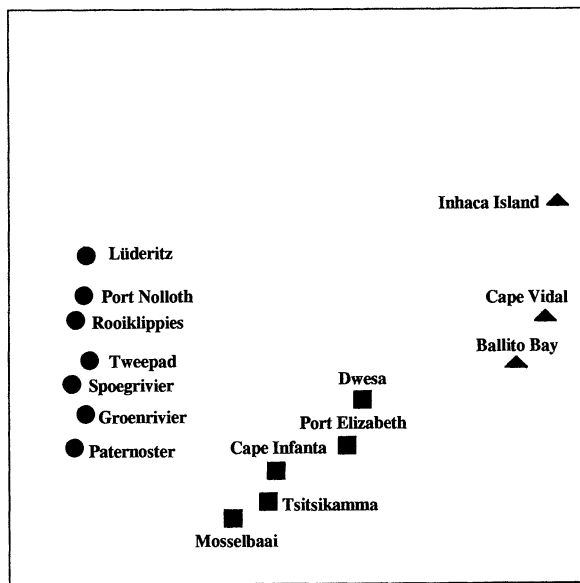 Inhaca Island
Lüderitz
Port Nolloth
Cape Vidal
Rooiklippies
Ballito Bay
Tweepad
Dwesa
Spoegrivier
Groenrivier
Port Elizabeth
Paternoster
Cape Infanta
Tsitsikamma
Mosselbaai